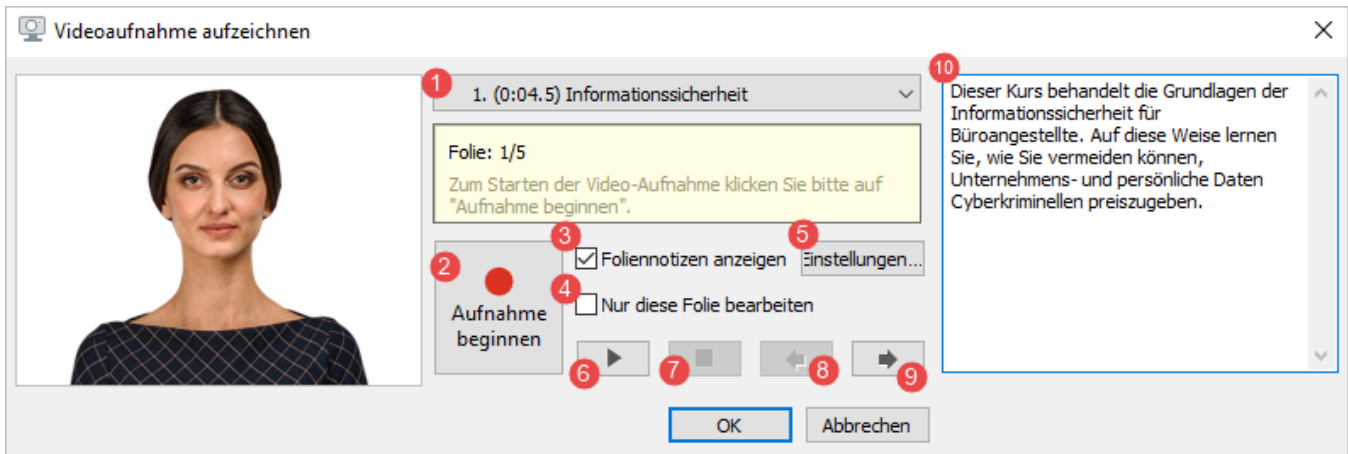 Videoaufnahme aufzeichnen
1
1. (0:04.5) Informationssicherheit
Folie: 1/5
Zum Starten der Video-Aufnahme klicken Sie bitte auf
"Aufnahme beginnen".
2
Aufnahme
beginnen
3
Foliennotizen anzeigen
5
Einstellungen...
4
Nur diese Folie bearbeiten
6
7
8
9
10
Dieser Kurs behandelt die Grundlagen der
Informationssicherheit für
Büroangestellte. Auf diese Weise lernen
Sie, wie Sie vermeiden können,
Unternehmens- und persönliche Daten
Cyberkriminellen preiszugeben.
OK
Abbrechen